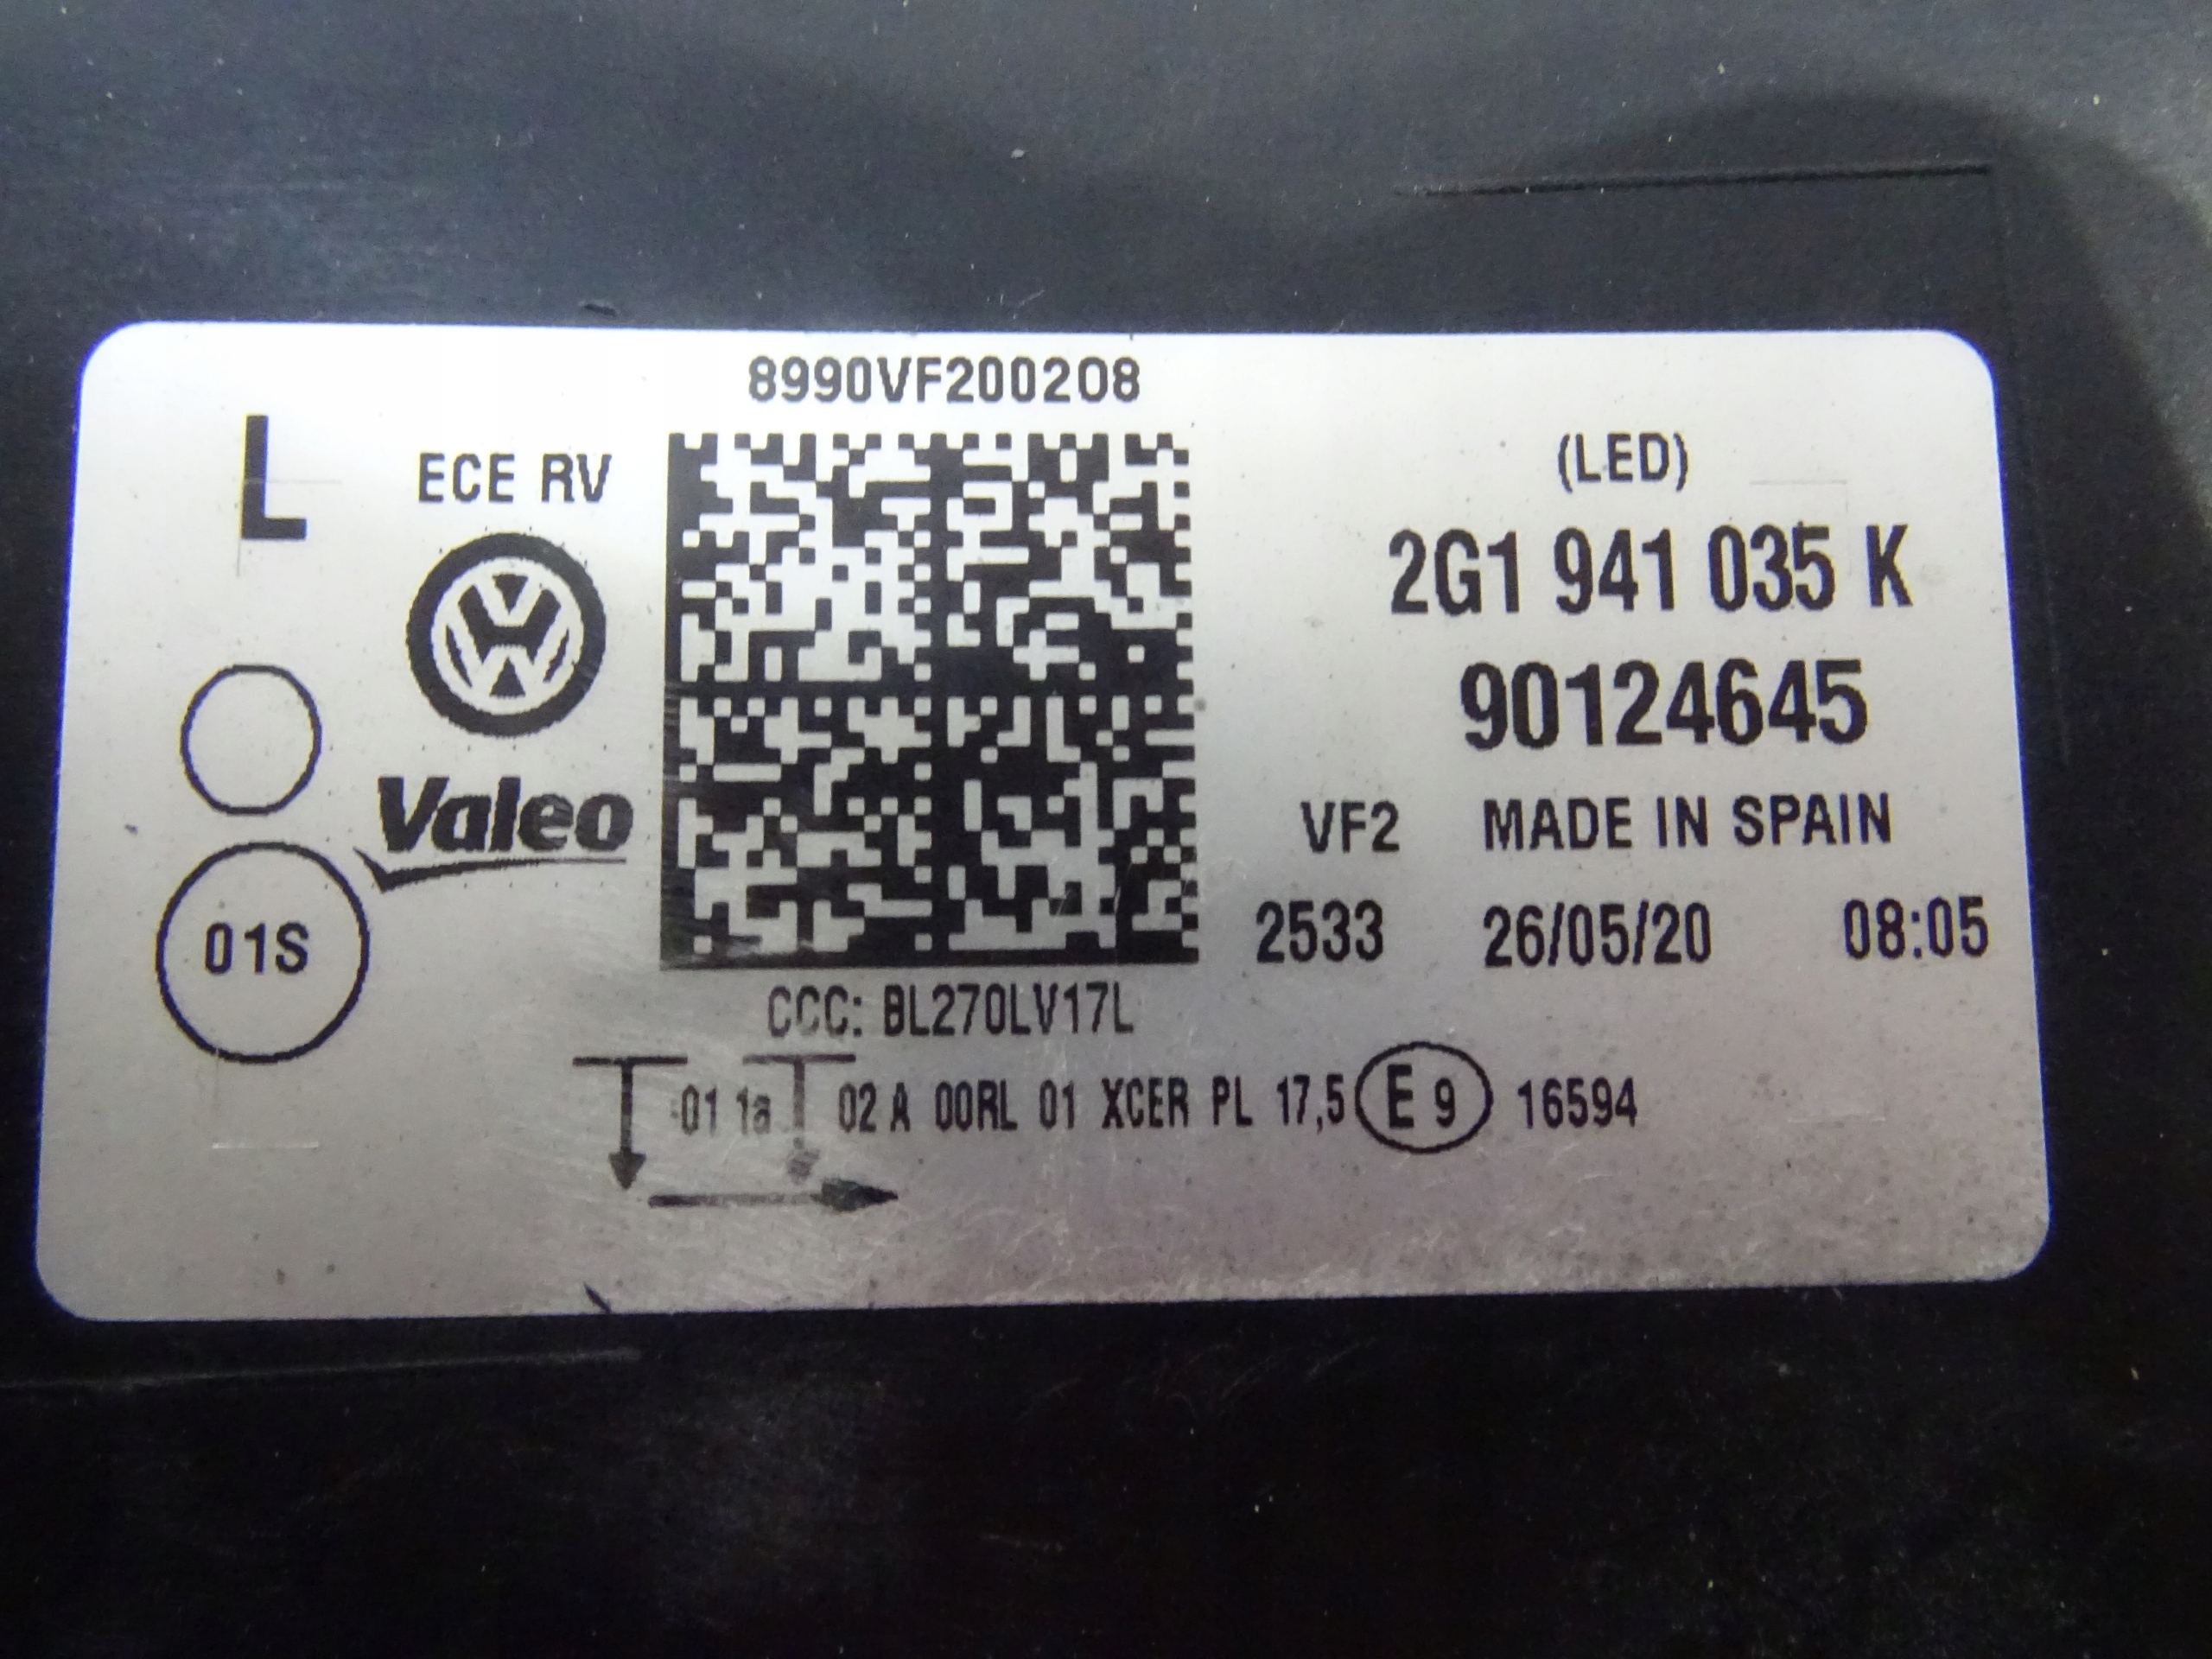 8990VF200208
L
ECE RV
(LED)
2G1 941 035 K
90124645
Valeo
VF2 MADE IN SPAIN
01S
2533 26/05/20 08:05
CCC: BL270LV17L
01 1a 02 A 00RL 01 XCER PL 17,5 E 9 16594